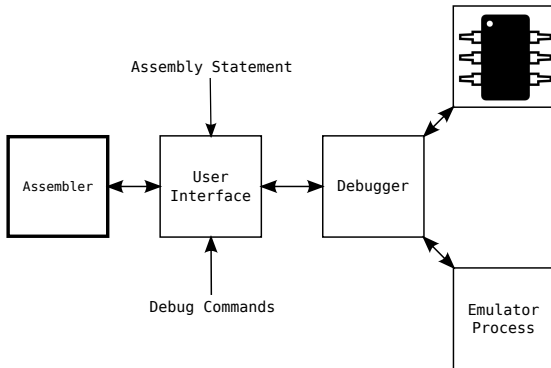 Assembly Statement
Assembler
User
Interface
Debugger
Debug Commands
Emulator
Process